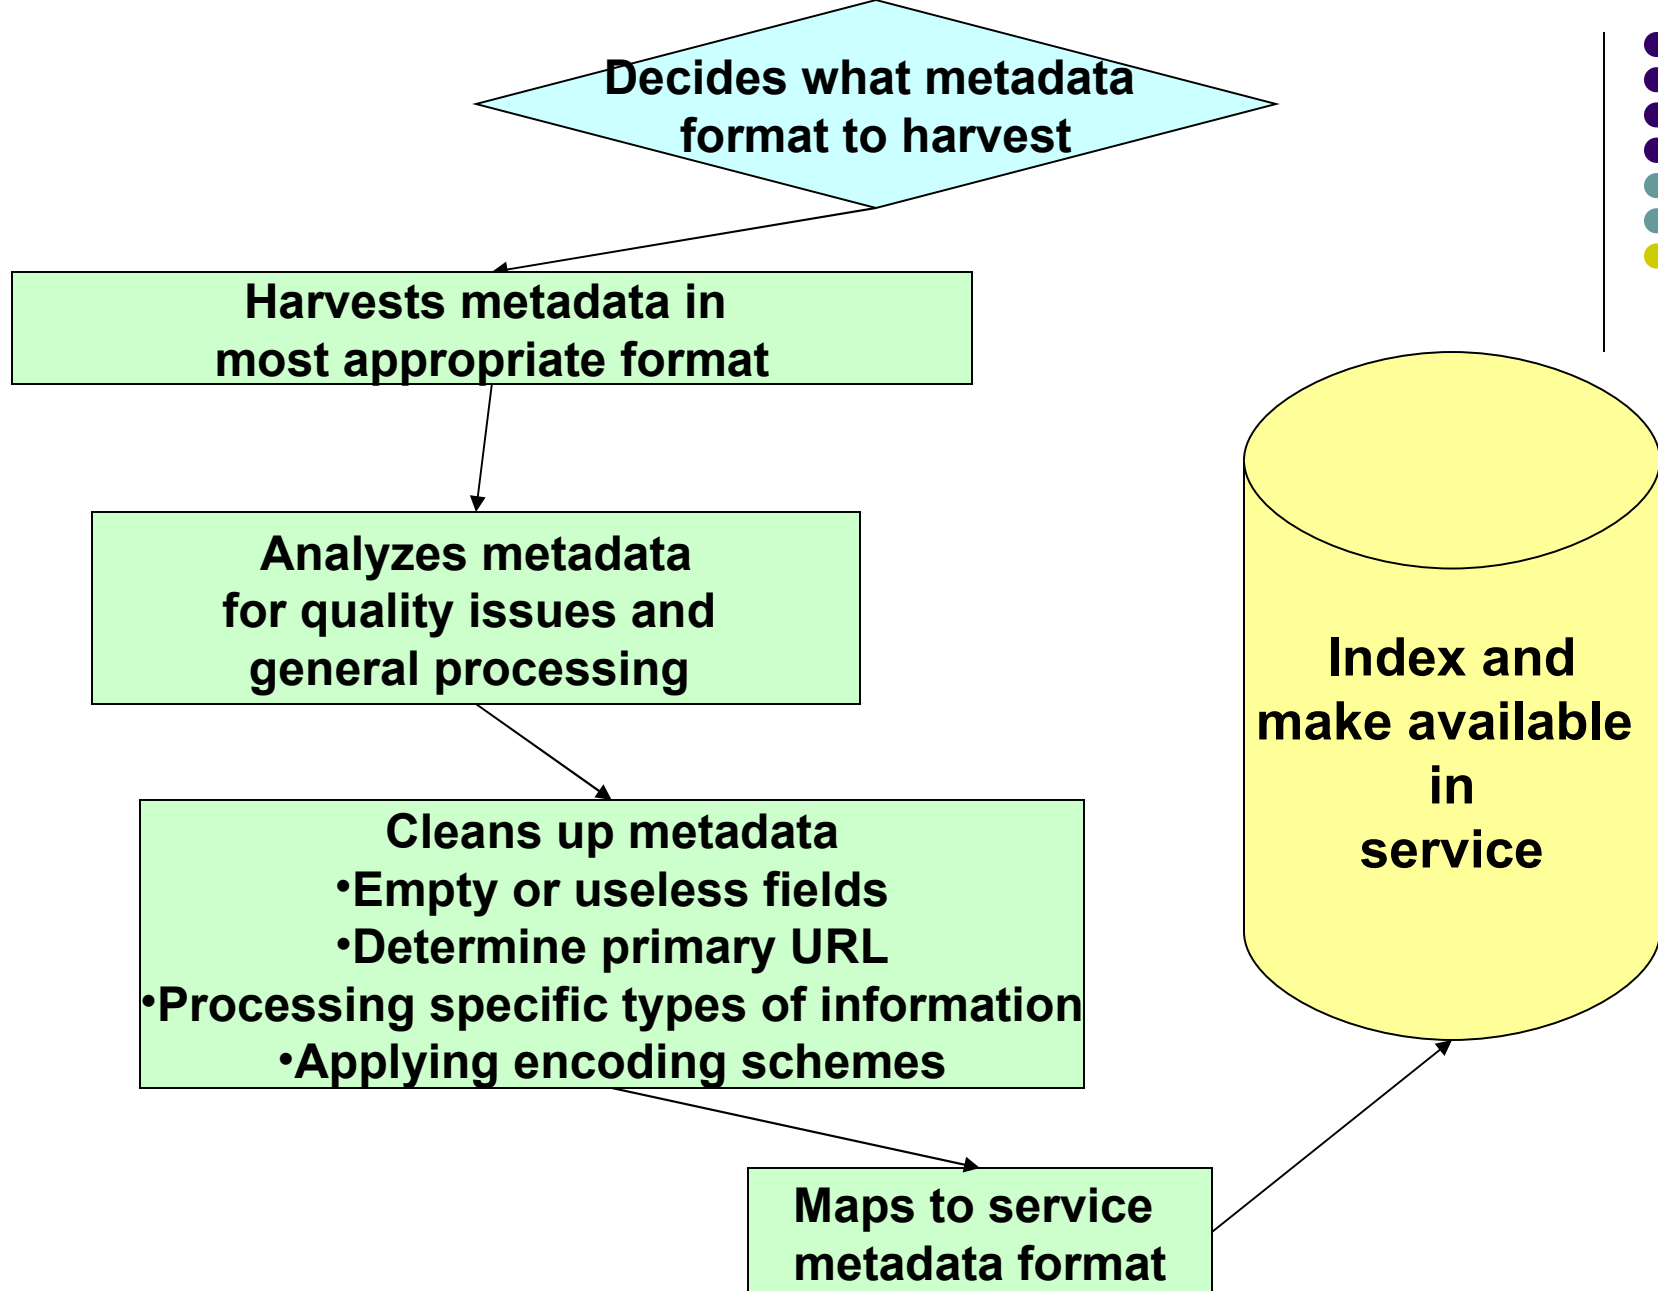 Decides what metadata
format to harvest
Harvests metadata in
most appropriate format
Analyzes metadata
for quality issues and
general processing
Cleans up metadata
•Empty or useless fields
•Determine primary URL
•Processing specific types of information
•Applying encoding schemes
Maps to service
metadata format
Index and
make available
in
service